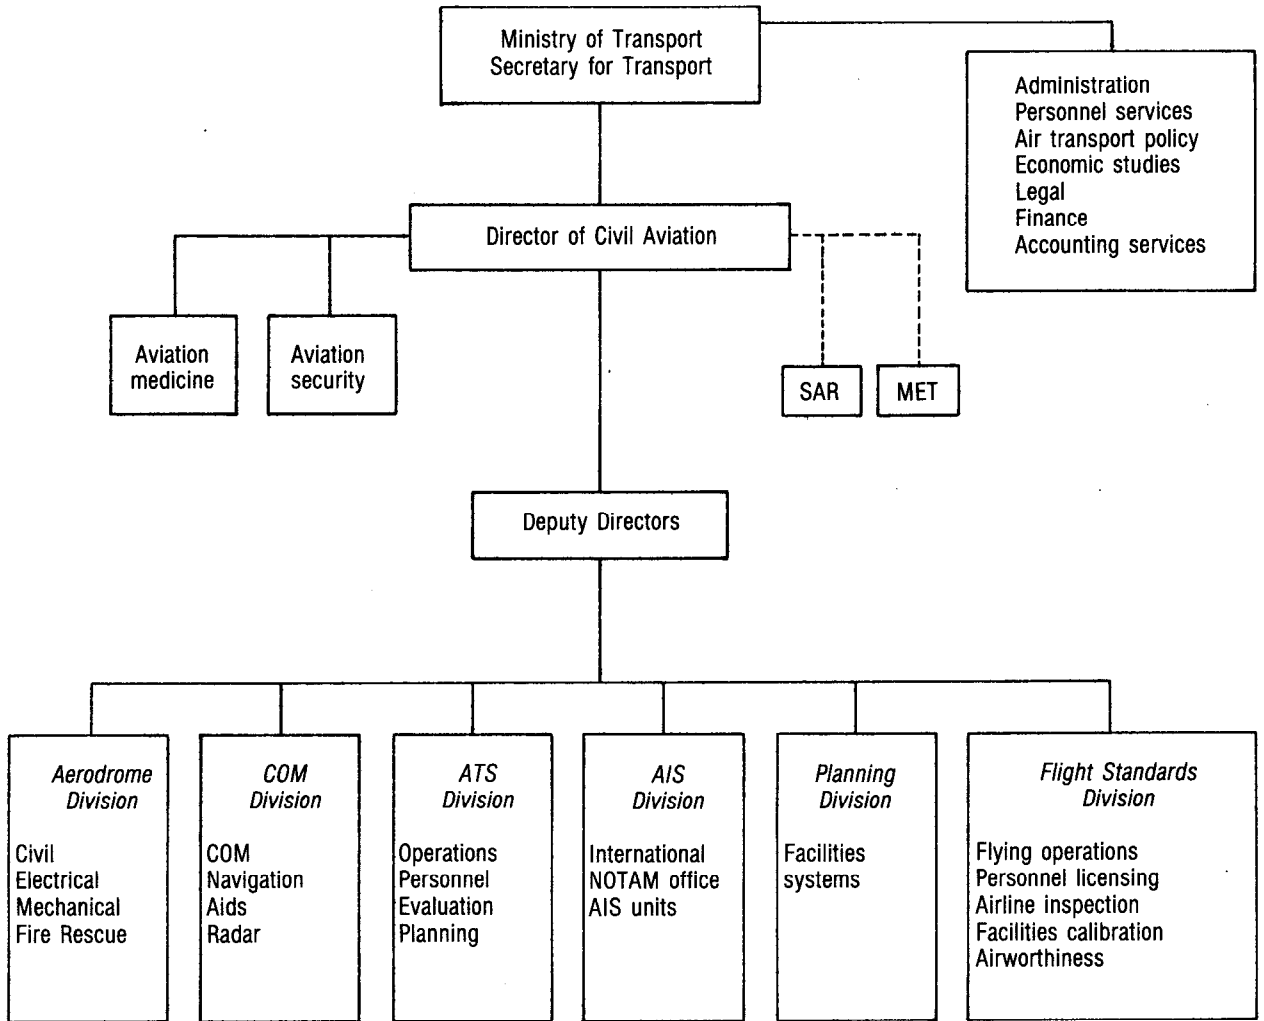 Ministry of Transport
Secretary for Transport
Administration
Personnel services
Air transport policy
Economic studies
Legal
Finance
Accounting services
Director of Civil Aviation
Aviation
medicine
Aviation
security
SAR
MET
Deputy Directors
Aerodrome
Division
Civil
Electrical
Mechanical
Fire Rescue
COM
Division
COM
Navigation
Aids
Radar
ATS
Division
Operations
Personnel
Evaluation
Planning
AIS
Division
International
NOTAM office
AIS units
Planning
Division
Facilities
systems
Flight Standards
Division
Flying operations
Personnel licensing
Airline inspection
Facilities calibration
Airworthiness